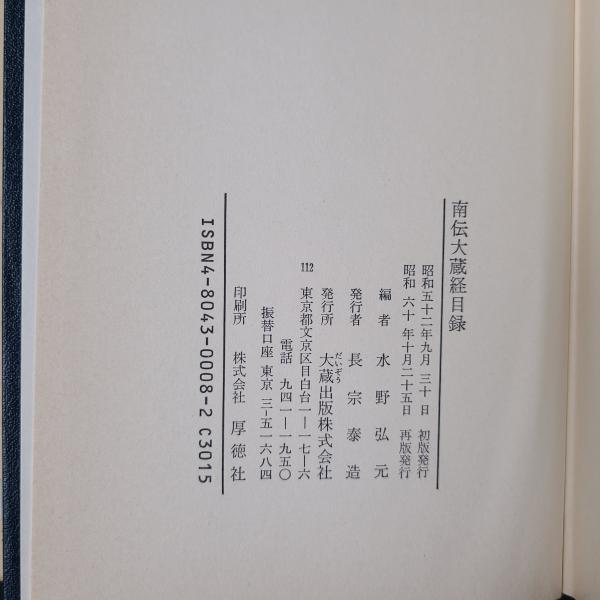 南伝大蔵経目録
昭和五十二年九月 三十 日 初版発行
昭和 六十 年十月二十五日 再版発行
編 者 水 野 弘 元
発行者 長 宗 泰 造
発行所 大蔵出版株式会社
だいぞう
112 東京都文京区目白台一―一七―六
電話 九四一―一九五〇
振替口座 東京 三―五一六八四
印刷所 株式会社 厚 徳 社
ISBN4-8043-0008-2 C3015